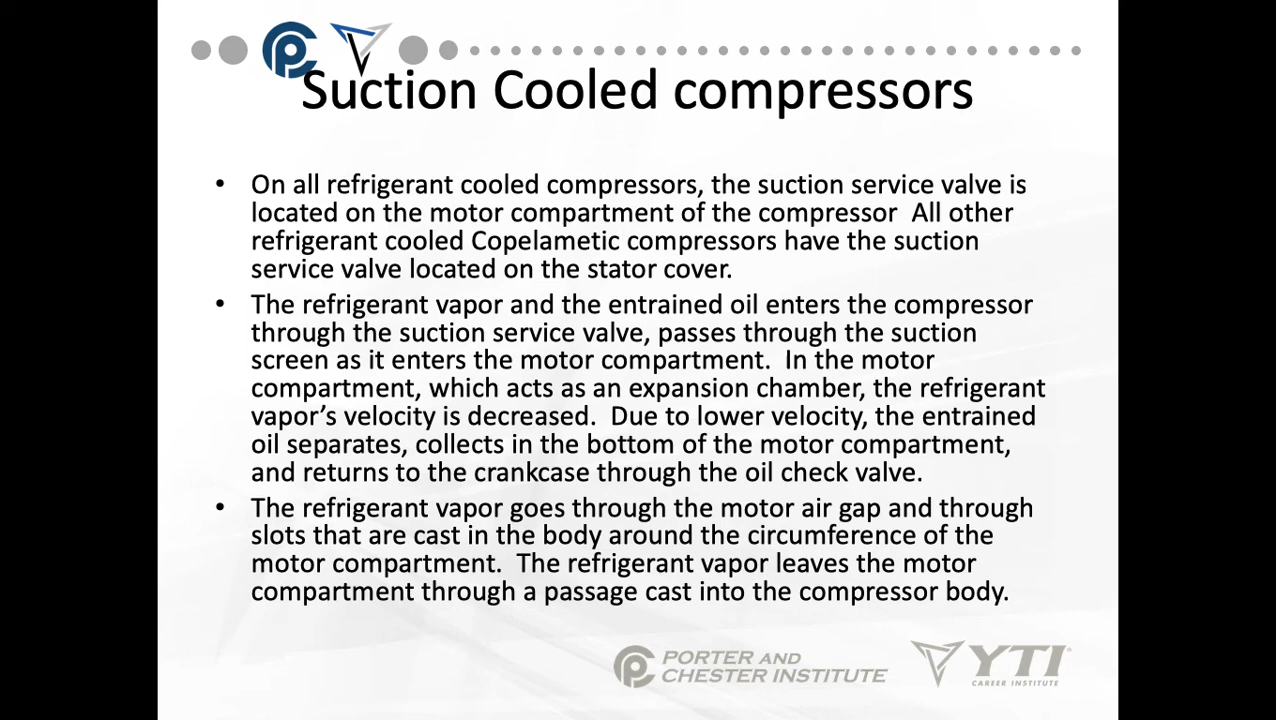 Suction Cooled compressors
• On all refrigerant cooled compressors, the suction service valve is
located on the motor compartment of the compressor  All other
refrigerant cooled Copelametic compressors have the suction
service valve located on the stator cover.
• The refrigerant vapor and the entrained oil enters the compressor
through the suction service valve, passes through the suction
screen as it enters the motor compartment.  In the motor
compartment, which acts as an expansion chamber, the refrigerant
vapor’s velocity is decreased.  Due to lower velocity, the entrained
oil separates, collects in the bottom of the motor compartment,
and returns to the crankcase through the oil check valve.
• The refrigerant vapor goes through the motor air gap and through
slots that are cast in the body around the circumference of the
motor compartment.  The refrigerant vapor leaves the motor
compartment through a passage cast into the compressor body.
PORTER AND
CHESTER INSTITUTE
YTI®
CAREER INSTITUTE